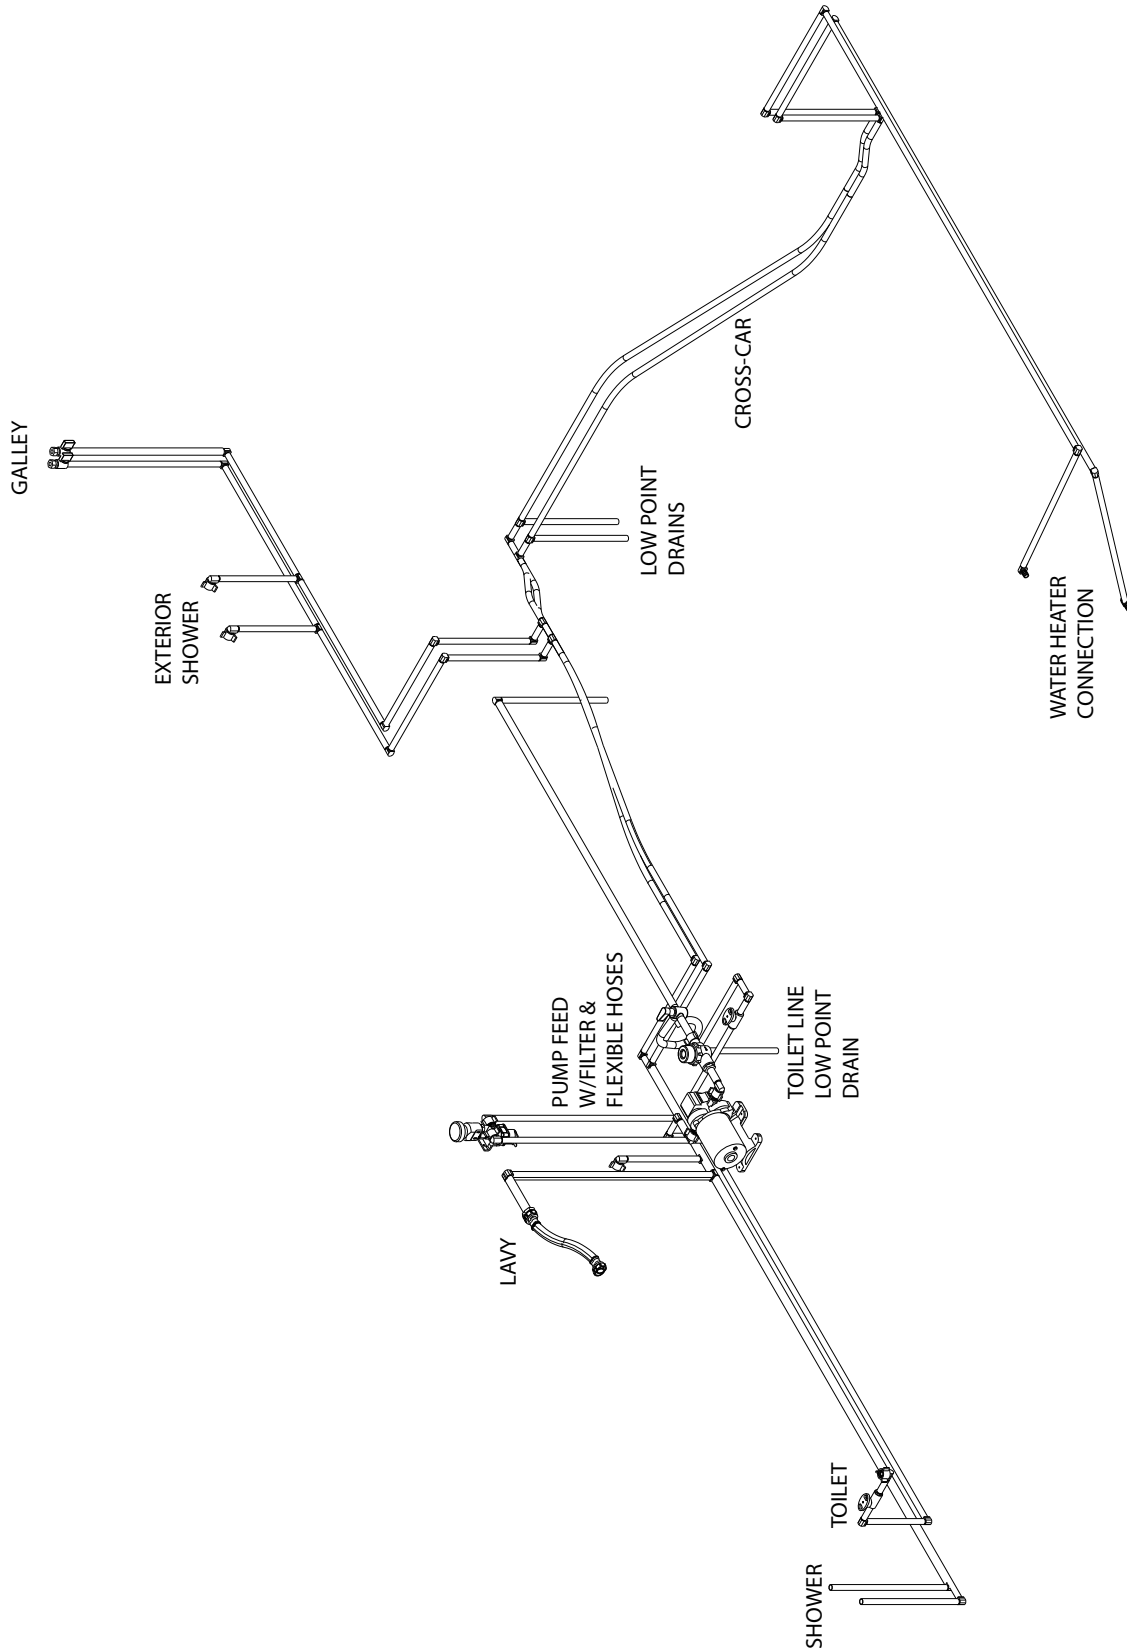 GALLEY
EXTERIOR
SHOWER
CROSS-CAR
LOW POINT
DRAINS
WATER HEATER
CONNECTION
PUMP FEED
W/FILTER &
FLEXIBLE HOSES
TOILET LINE
LOW POINT
DRAIN
LAVY
TOILET
SHOWER